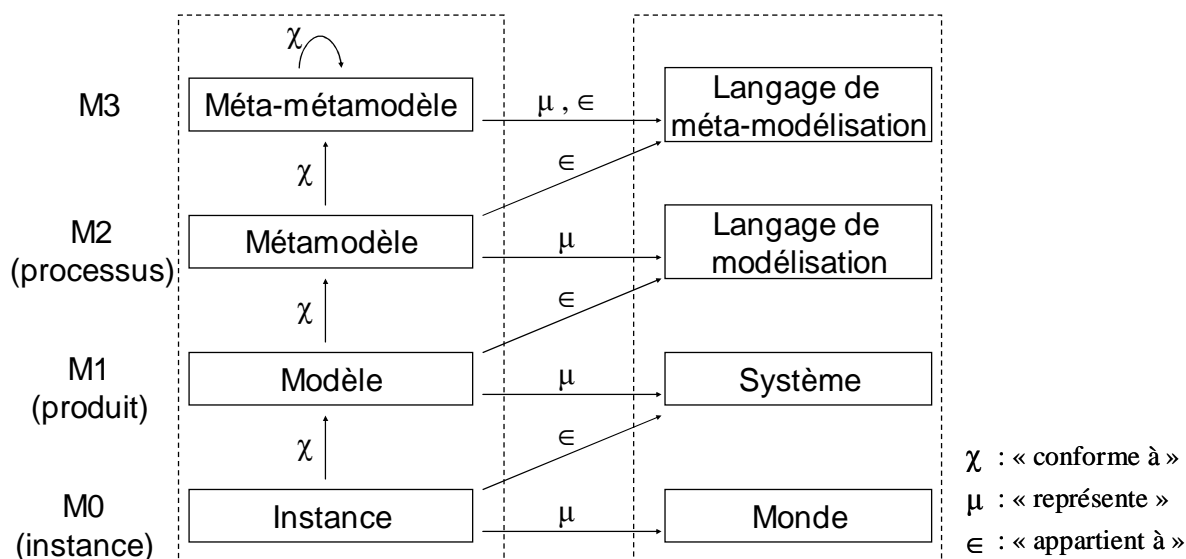 χ
M3
Méta-métamodèle
μ , ∈
Langage de
méta-modélisation
χ
∈
M2
(processus)
Métamodèle
μ
Langage de
modélisation
χ
∈
M1
(produit)
Modèle
μ
Système
χ
∈
M0
(instance)
Instance
μ
Monde
χ : « conforme à »
μ : « représente »
∈ : « appartient à »